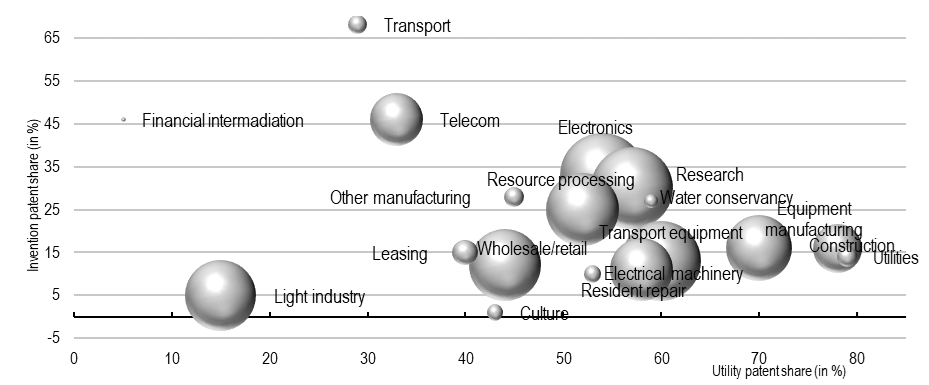 Transport
65
55
Financial intermadiation
45
Telecom
Electronics
35
Resource processing
Research
Other manufacturing
Water conservancy
25
Equipment
manufacturing
Transport equipment
Construction
Wholesale/retail
Leasing
Utilities
15
Electrical machinery
Resident repair
Light industry
5
Culture
-5
0 10 20 30 40 50 60 70 80
Utility patent share (in %)
Invention patent share (in %)